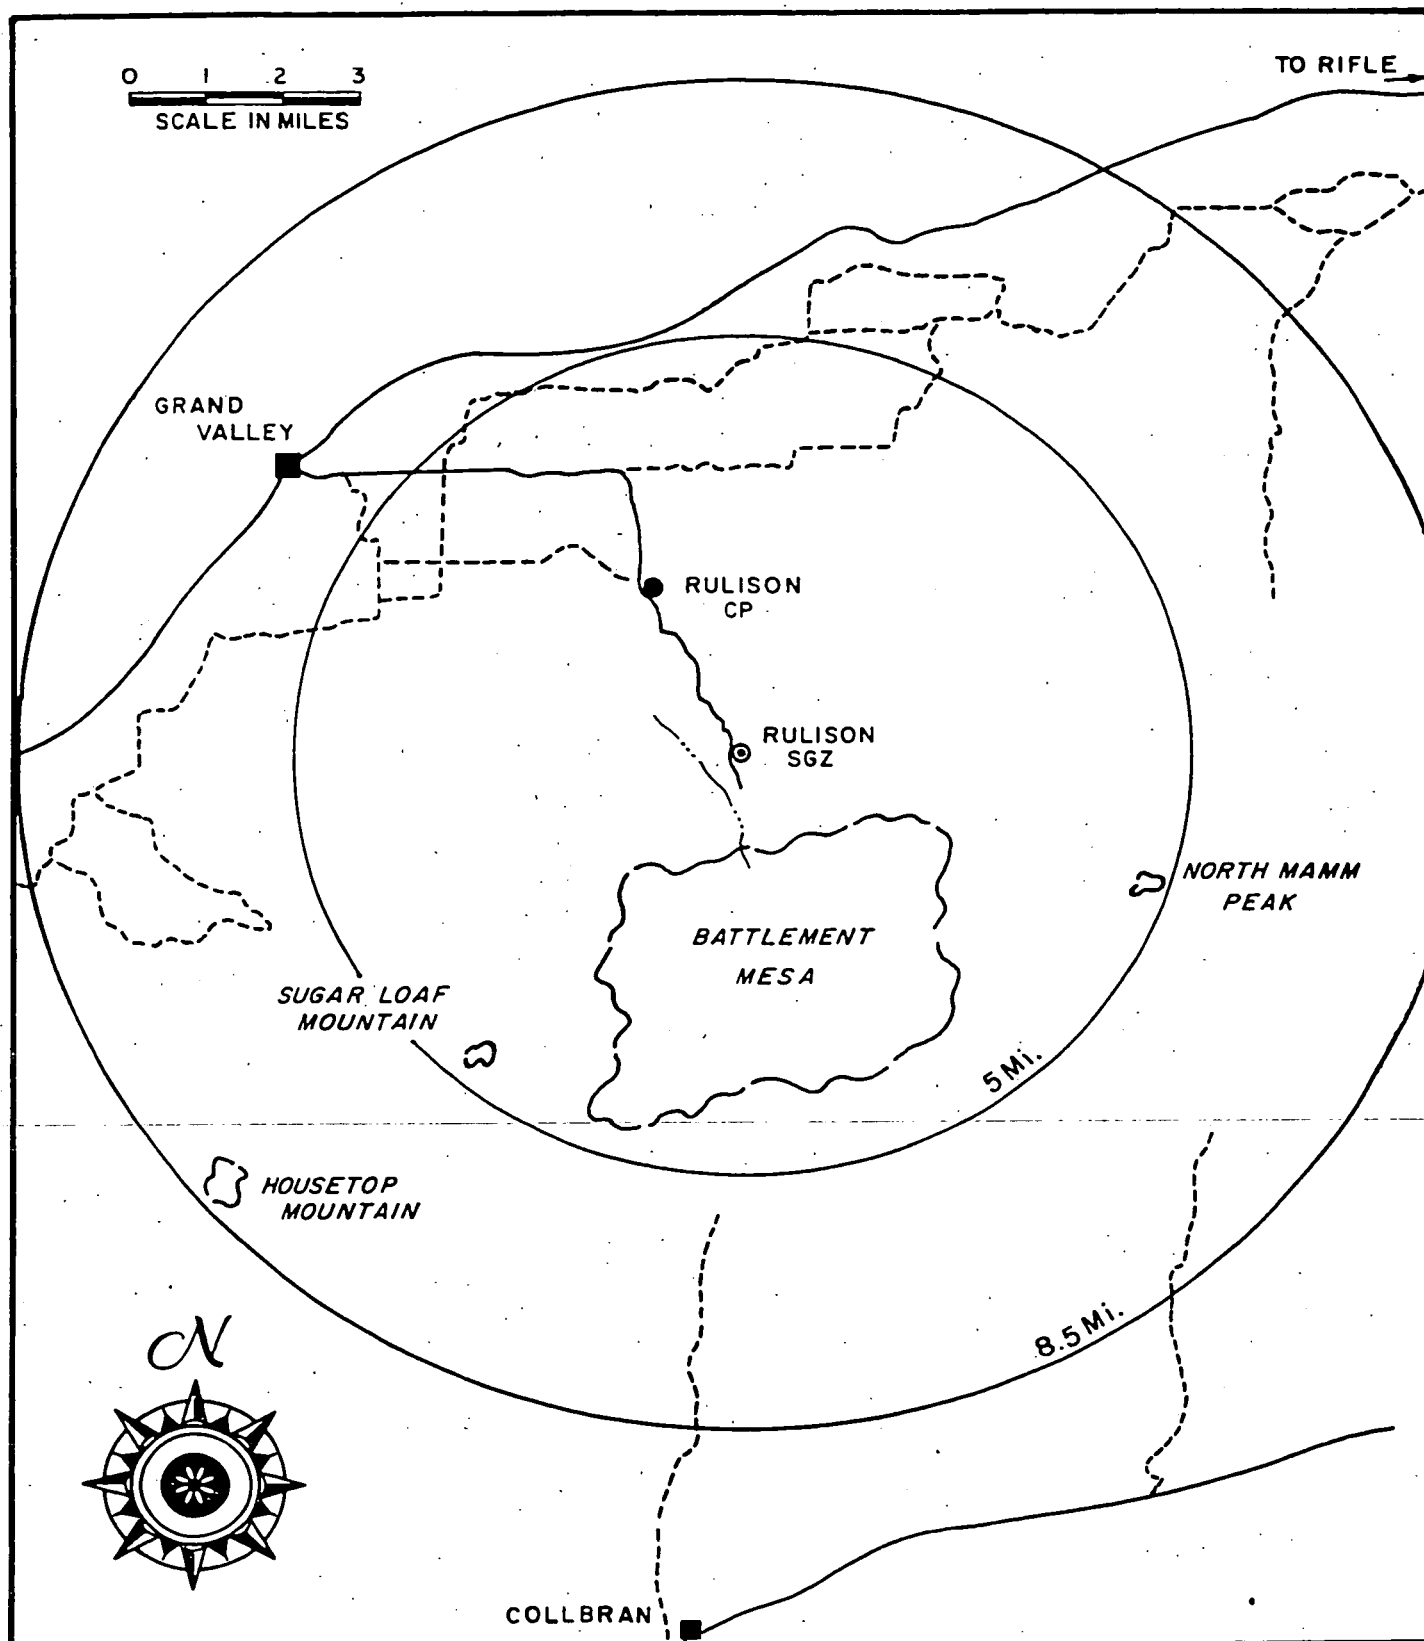 0 1 2 3
SCALE IN MILES
TO RIFLE
GRAND
VALLEY
RULISON
CP
RULISON
SGZ
NORTH MAMM
PEAK
BATTLEMENT
MESA
SUGAR LOAF
MOUNTAIN
5 Mi.
HOUSETOP
MOUNTAIN
8.5 Mi.
N
COLLBRAN